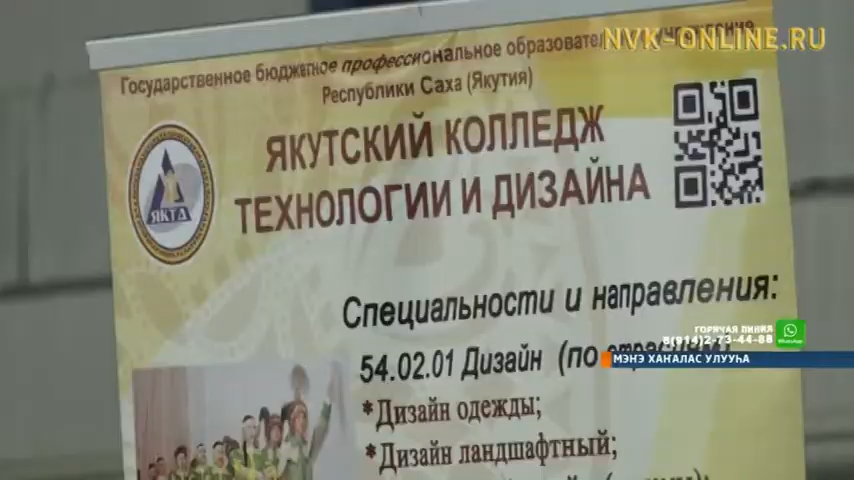 NVK-ONLINE.RU
Государственное бюджетное профессиональное
Республики Саха (Якутия)
ЯКУТСКИЙ КОЛЛЕДЖ
ТЕХНОЛОГИИ И ДИЗАЙНА
ЯКТД
Специальности и направления:
ГОРЯЧАЯ ЛИНИЯ
8(914)2-73-44-88
WhatsApp
54.02.01 Дизайн (по
МЭҤЭ ХАҤАЛАС УЛУУҺА
*Дизайн одежды;
*Дизайн ландшафтный;